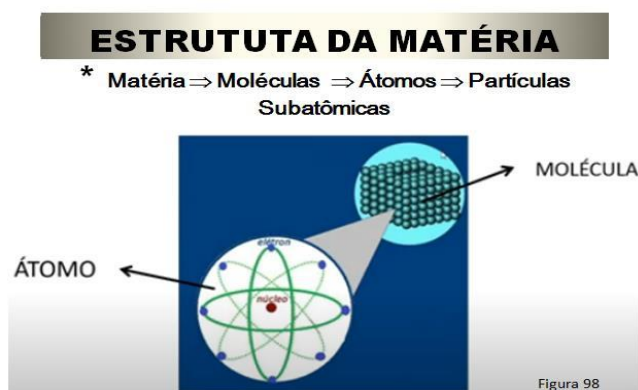 ESTRUTUTA DA MATÉRIA
* Matéria ⇒ Moléculas ⇒ Átomos ⇒ Partículas
Subatômicas
MOLÉCULA
elétron
ÁTOMO
núcleo
Figura 98